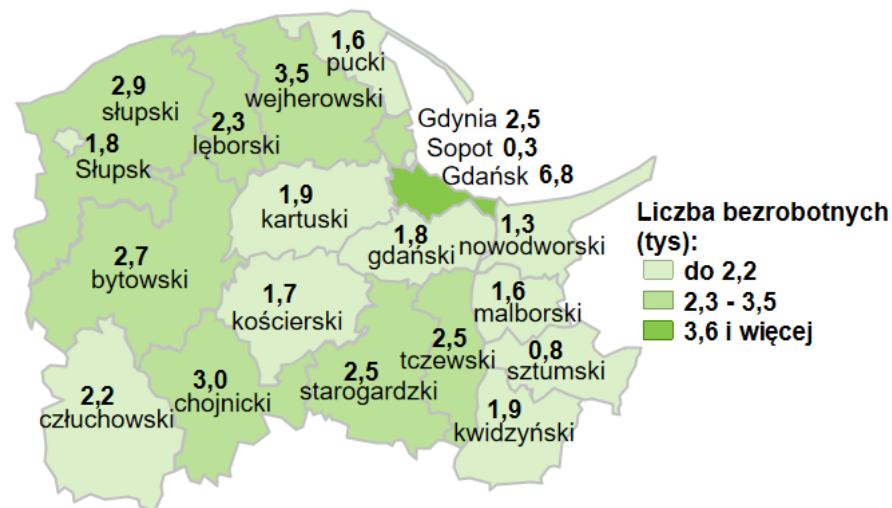 1,6
pucki
2,9
słupski
3,5
wejherowski
2,3
lęborski
1,8
Słupsk
Gdynia 2,5
Sopot 0,3
Gdańsk 6,8
1,9
kartuski
1,8
gdański
1,3
nowodworski
2,7
bytowski
1,7
kościerski
1,6
malborski
2,5
tczewski
0,8
sztumski
2,2
człuchowski
3,0
chojnicki
2,5
starogardzki
1,9
kwidzyński
Liczba bezrobotnych
(tys):
do 2,2
2,3 - 3,5
3,6 i więcej